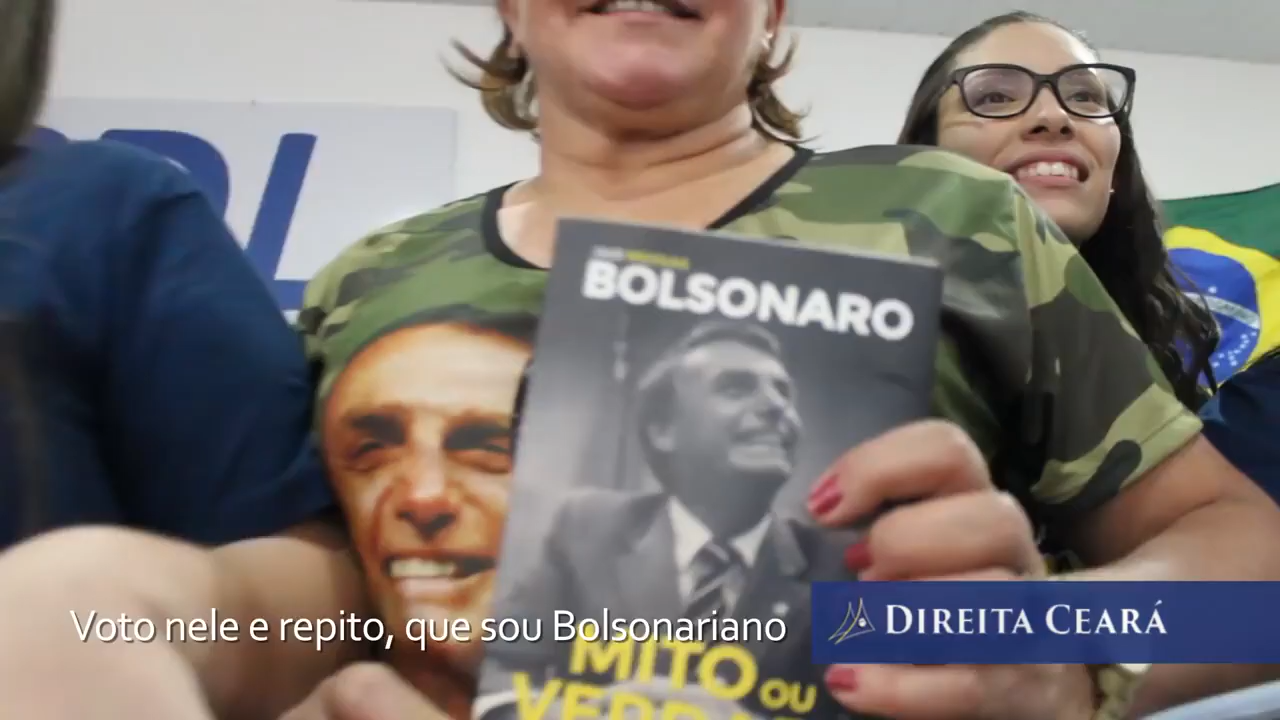 BOLSONARO
MITO OU
Voto nele e repito, que sou Bolsonariano
DIREITA CEARÁ